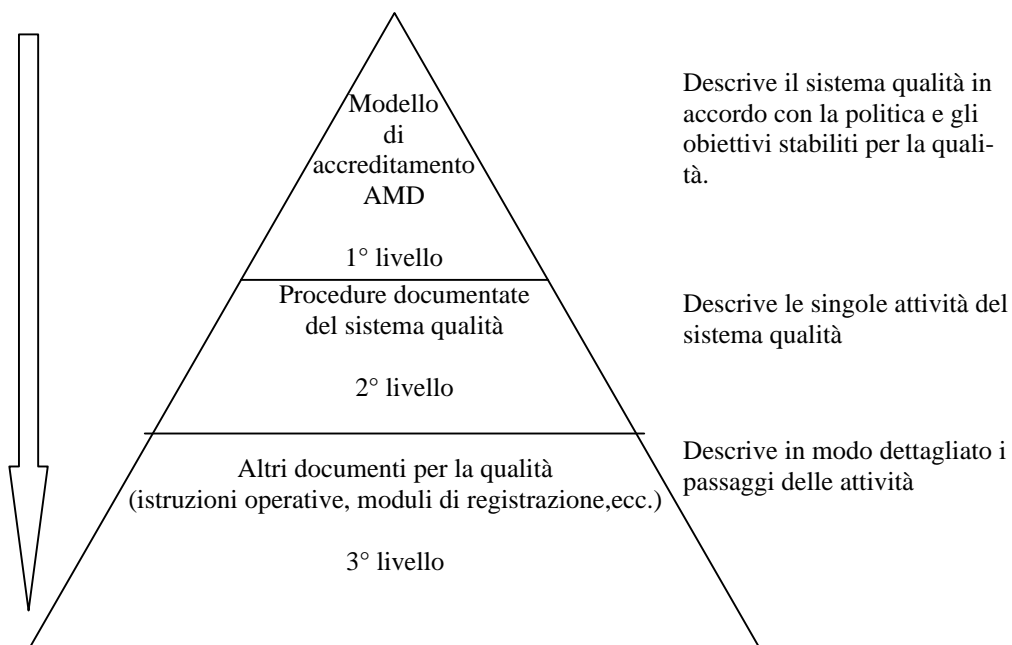 Modello
di
accreditamento
AMD
1° livello
Descrive il sistema qualità in
accordo con la politica e gli
obiettivi stabiliti per la quali-
tà.
Procedure documentate
del sistema qualità
2° livello
Descrive le singole attività del
sistema qualità
Altri documenti per la qualità
(istruzioni operative, moduli di registrazione,ecc.)
3° livello
Descrive in modo dettagliato i
passaggi delle attività